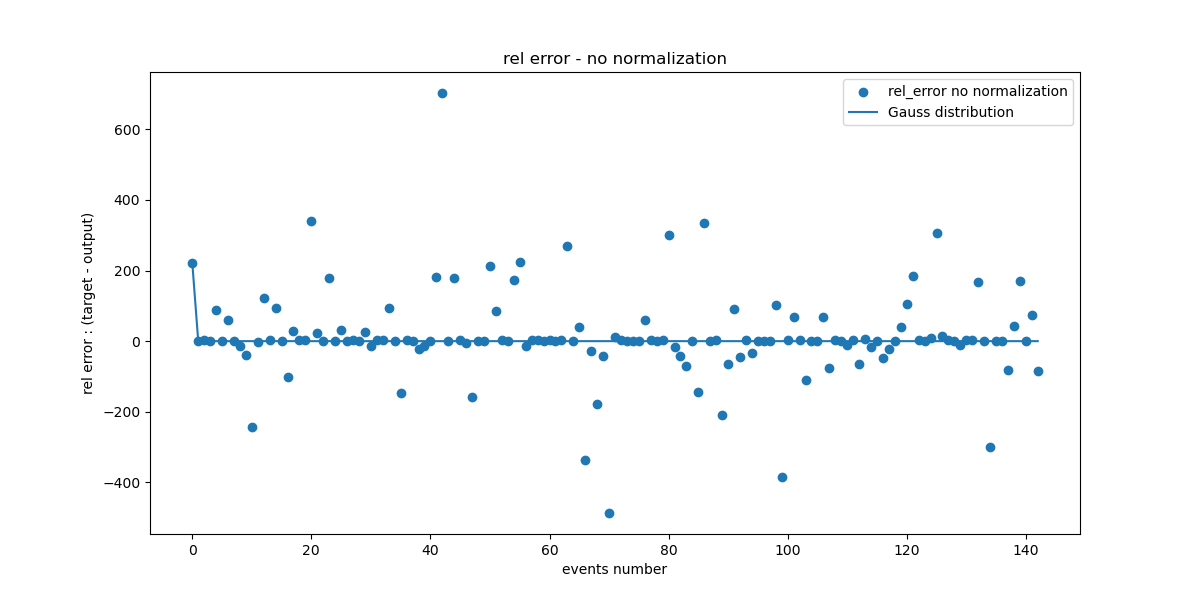 rel error - no normalization
rel_error no normalization
Gauss distribution
rel error : (target - output)
600
400
200
0
−200
−400
0 20 40 60 80 100 120 140
events number